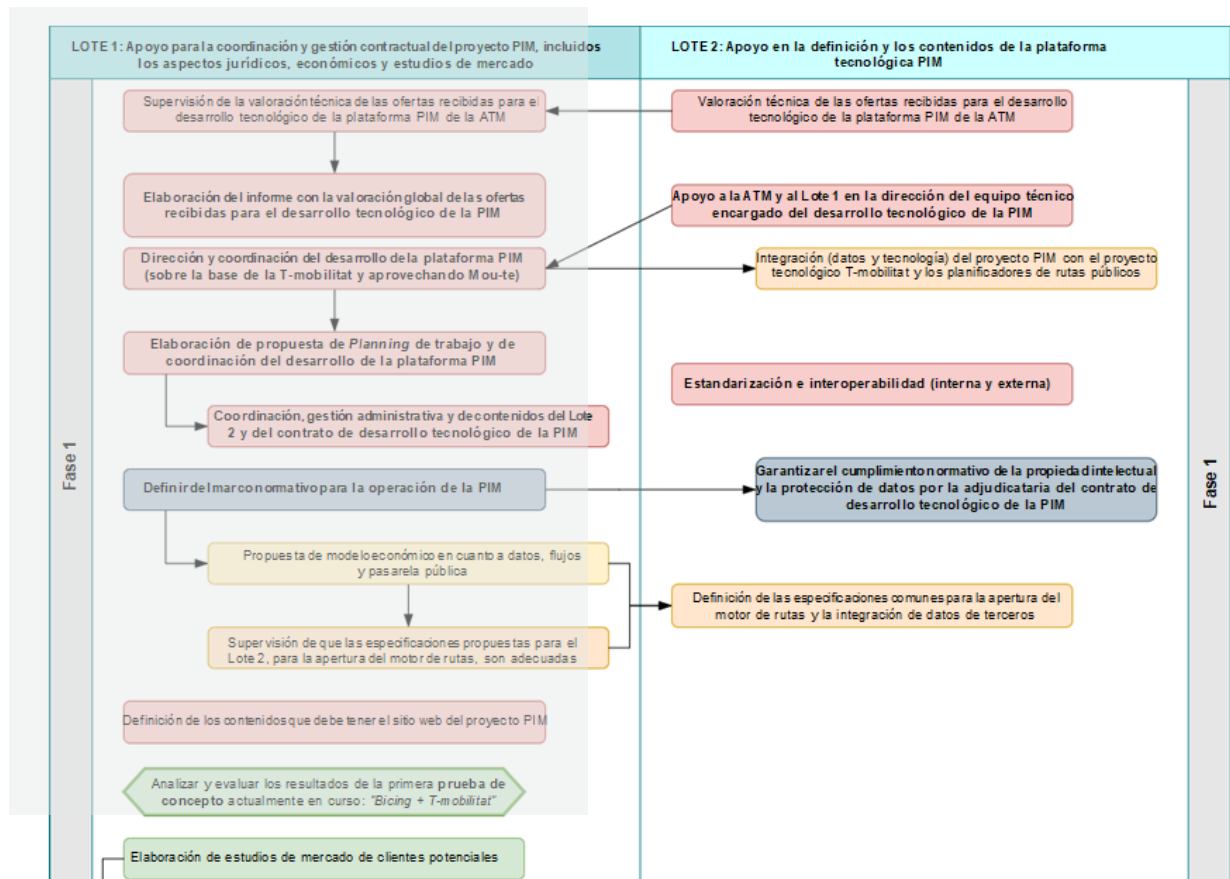 LOTE 1: Apoyo para la coordinación y gestión contractual del proyecto PIM, incluidos
los aspectos jurídicos, económicos y estudios de mercado
LOTE 2: Apoyo en la definición y los contenidos de la plataforma
tecnológica PIM
Fase 1
Supervisión de la valoración técnica de las ofertas recibidas para el
desarrollo tecnológico de la plataforma PIM de la ATM
Valoración técnica de las ofertas recibidas para el desarrollo
tecnológico de la plataforma PIM de la ATM
Elaboración del informe con la valoración global de las ofertas
recibidas para el desarrollo tecnológico de la PIM
Apoyo a la ATM y al Lote 1 en la dirección del equipo técnico
encargado del desarrollo tecnológico de la PIM
Dirección y coordinación del desarrollo de la plataforma PIM
(sobre la base de la T-mobilitat y aprovechando Mou-te)
Integración (datos y tecnología) del proyecto PIM con el proyecto
tecnológico T-mobilitat y los planificadores de rutas públicos
Elaboración de propuesta de Planning de trabajo y de
coordinación del desarrollo de la plataforma PIM
Estandarización e interoperabilidad (interna y externa)
Coordinación, gestión administrativa y de contenidos del Lote
2 y del contrato de desarrollo tecnológico de la PIM
Definir del marco normativo para la operación de la PIM
Garantizar el cumplimiento normativo de la propiedad intelectual
y la protección de datos por la adjudicataria del contrato de
desarrollo tecnológico de la PIM
Propuesta de modelo económico en cuanto a datos, flujos
y pasarela pública
Definición de las especificaciones comunes para la apertura del
motor de rutas y la integración de datos de terceros
Supervisión de que las especificaciones propuestas para el
Lote 2, para la apertura del motor de rutas, son adecuadas
Definición de los contenidos que debe tener el sitio web del proyecto PIM
Analizar y evaluar los resultados de la primera prueba de
concepto actualmente en curso: "Bicing + T-mobilitat"
Elaboración de estudios de mercado de clientes potenciales
Fase 1